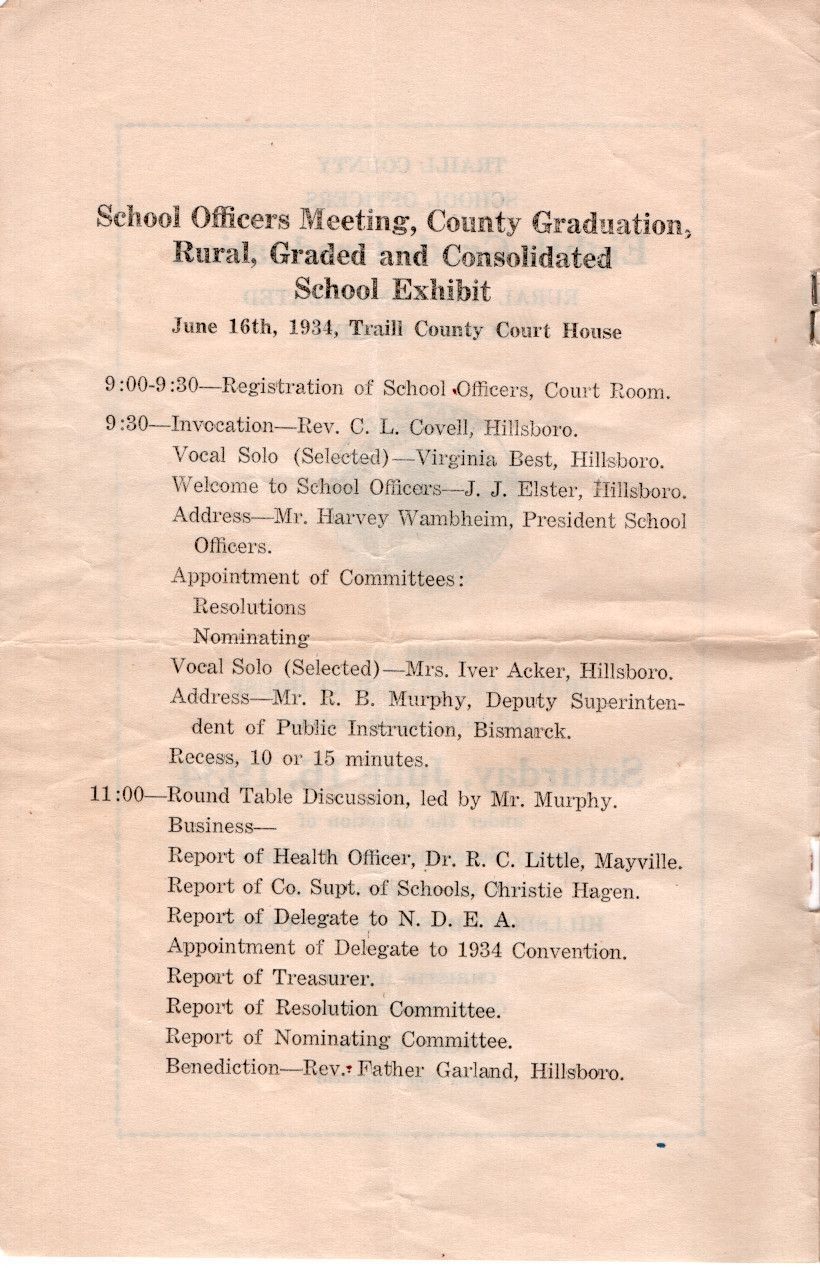 School Officers Meeting, County Graduation,
Rural, Graded and Consolidated
School Exhibit
June 16th, 1934, Traill County Court House
9:00-9:30—Registration of School Officers, Court Room.
9:30—Invocation—Rev. C. L. Covell, Hillsboro.
Vocal Solo (Selected)—Virginia Best, Hillsboro.
Welcome to School Officers—J. J. Elster, Hillsboro.
Address—Mr. Harvey Wambheim, President School
Officers.
Appointment of Committees:
Resolutions
Nominating
Vocal Solo (Selected)—Mrs. Iver Acker, Hillsboro.
Address—Mr. R. B. Murphy, Deputy Superinten-
dent of Public Instruction, Bismarck.
Recess, 10 or 15 minutes.
11:00—Round Table Discussion, led by Mr. Murphy.
Business—
Report of Health Officer, Dr. R. C. Little, Mayville.
Report of Co. Supt. of Schools, Christie Hagen.
Report of Delegate to N. D. E. A.
Appointment of Delegate to 1934 Convention.
Report of Treasurer.
Report of Resolution Committee.
Report of Nominating Committee.
Benediction—Rev. Father Garland, Hillsboro.